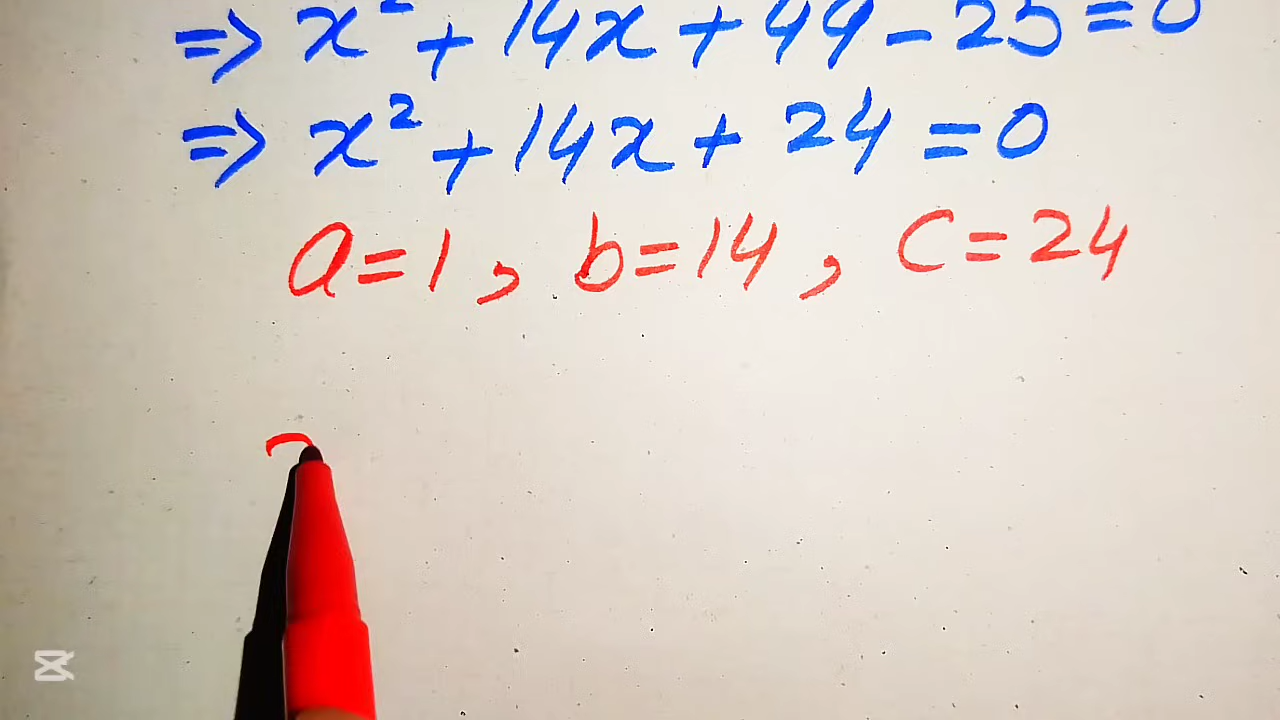 => x² + 14x + 49 - 25 = 0
=> x² + 14x + 24 = 0
a = 1 , b = 14 , c = 24